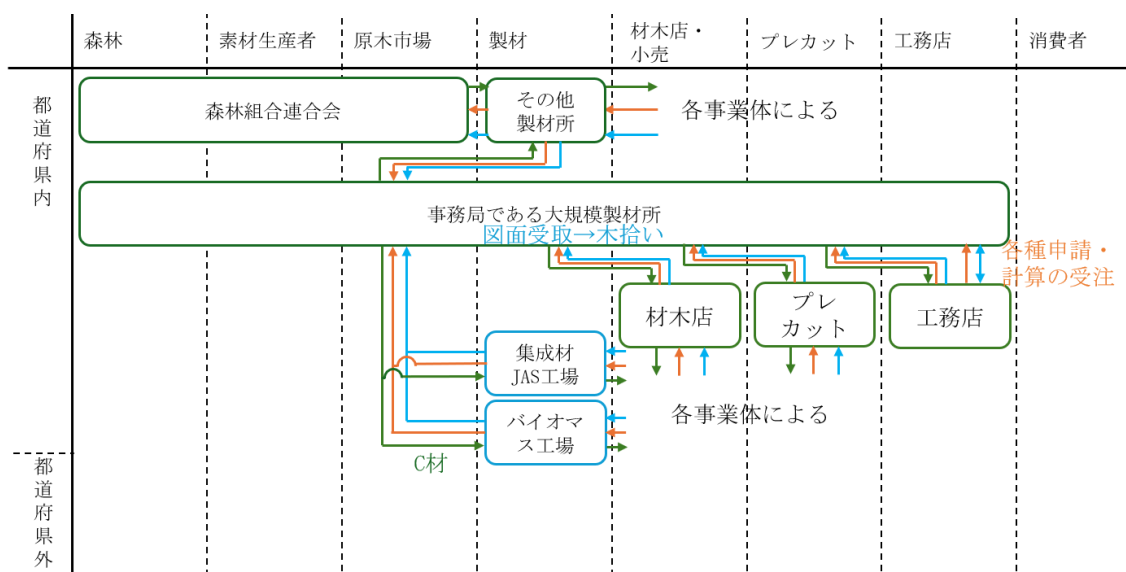 森林
素材生産者
原木市場
製材
材木店・
小売
プレカット
工務店
消費者
都道府県内
森林組合連合会
その他
製材所
各事業体による
事務局である大規模製材所
図面受取→木拾い
各種申請・
計算の受注
材木店
プレ
カット
工務店
集成材
JAS工場
各事業体による
バイオマ
ス工場
C材
都道府県外